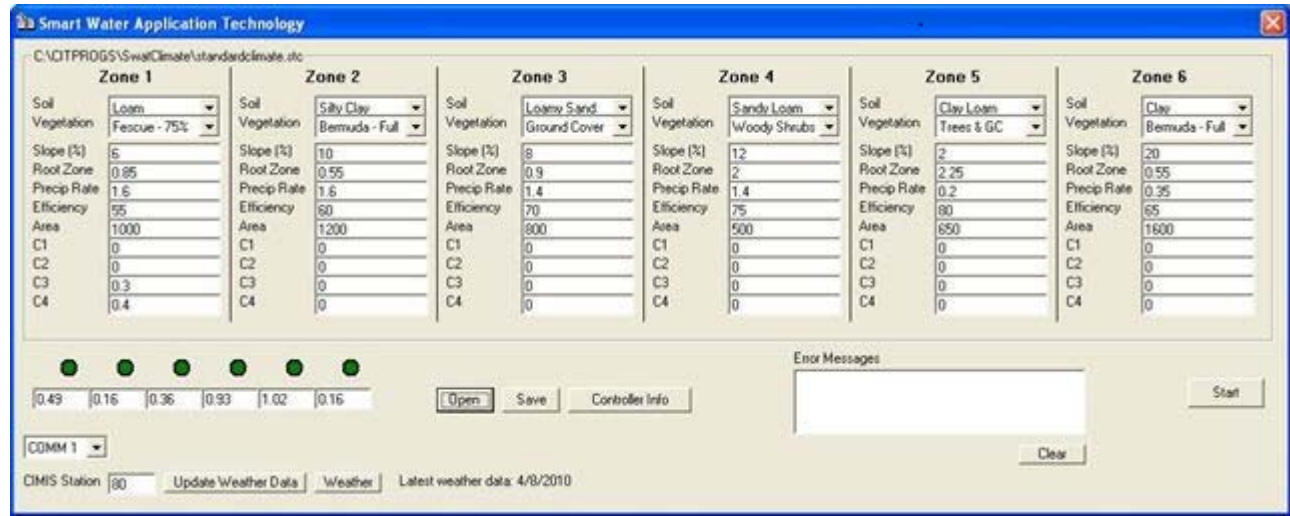 Smart Water Application Technology
C:\CITPROGS\SwatClimate\standardclimate.stc
Zone 1 Zone 2 Zone 3 Zone 4 Zone 5 Zone 6
Soil Loam Soil Silty Clay Soil Loamy Sand Soil Sandy Loam Soil Clay Loam Soil Clay
Vegetation Fescue - 75% Vegetation Bermuda - Full Vegetation Ground Cover Vegetation Woody Shrubs Vegetation Trees & GC Vegetation Bermuda - Full
Slope (%) 6 Slope (%) 10 Slope (%) 8 Slope (%) 12 Slope (%) 2 Slope (%) 20
Root Zone 0.85 Root Zone 0.55 Root Zone 0.9 Root Zone 2 Root Zone 2.25 Root Zone 0.55
Precip Rate 1.6 Precip Rate 1.6 Precip Rate 1.4 Precip Rate 1.4 Precip Rate 0.2 Precip Rate 0.35
Efficiency 55 Efficiency 60 Efficiency 70 Efficiency 75 Efficiency 80 Efficiency 65
Area 1000 Area 1200 Area 800 Area 500 Area 650 Area 1600
C1 0 C1 0 C1 0 C1 0 C1 0 C1 0
C2 0 C2 0 C2 0 C2 0 C2 0 C2 0
C3 0.3 C3 0 C3 0 C3 0 C3 0 C3 0
C4 0.4 C4 0 C4 0 C4 0 C4 0 C4 0
Error Messages
0.49 0.16 0.36 0.93 1.02 0.16 Open Save Controller Info Start
COMM 1 Clear
CIMIS Station 80 Update Weather Data Weather Latest weather data: 4/8/2010